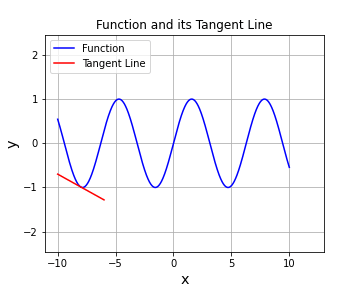 Function and its Tangent Line
Function
Tangent Line
2
1
0
−1
−2
y
−10
−5
0
5
10
x